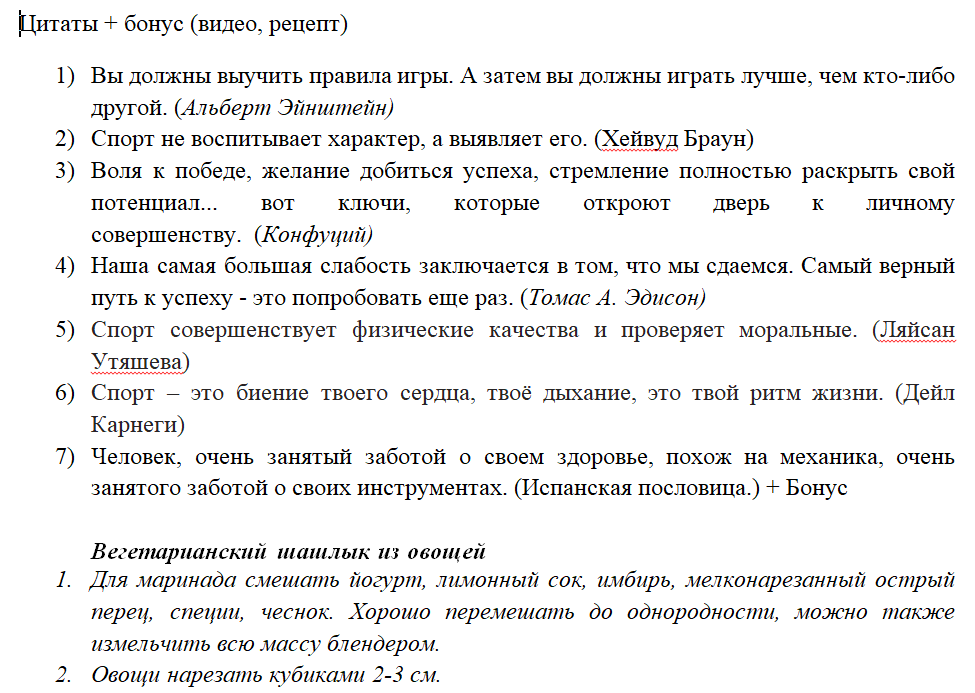 Цитаты + бонус (видео, рецепт)
1) Вы должны выучить правила игры. А затем вы должны играть лучше, чем кто-либо
другой. (Альберт Эйнштейн)
2) Спорт не воспитывает характер, а выявляет его. (Хейвуд Браун)
3) Воля к победе, желание добиться успеха, стремление полностью раскрыть свой
потенциал... вот ключи, которые откроют дверь к личному
совершенству. (Конфуций)
4) Наша самая большая слабость заключается в том, что мы сдаемся. Самый верный
путь к успеху - это попробовать еще раз. (Томас А. Эдисон)
5) Спорт совершенствует физические качества и проверяет моральные. (Ляйсан
Утяшева)
6) Спорт – это биение твоего сердца, твоё дыхание, это твой ритм жизни. (Дейл
Карнеги)
7) Человек, очень занятый заботой о своем здоровье, похож на механика, очень
занятого заботой о своих инструментах. (Испанская пословица.) + Бонус
Вегетарианский шашлык из овощей
1. Для маринада смешать йогурт, лимонный сок, имбирь, мелконарезанный острый
перец, специи, чеснок. Хорошо перемешать до однородности, можно также
измельчить всю массу блендером.
2. Овощи нарезать кубиками 2-3 см.